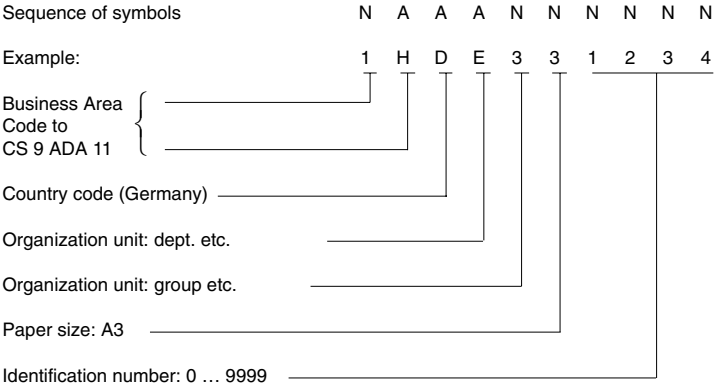 Sequence of symbols N A A A N N N N N N
Example: 1 H D E 3 3 1 2 3 4
Business Area
Code to
CS 9 ADA 11
Country code (Germany)
Organization unit: dept. etc.
Organization unit: group etc.
Paper size: A3
Identification number: 0 … 9999